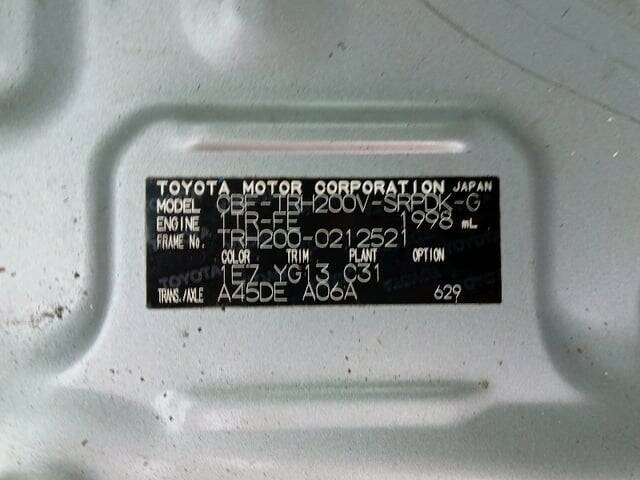 TOYOTA MOTOR CORPORATION JAPAN
MODEL CBF-TRH200V-SRPDK-G
ENGINE 1TR-FE 1998 mL
FRAME NO. TRH200-0212521
COLOR TRIM PLANT OPTION
1E7 YG13 C31
TRANS./AXLE A45DE A06A 629